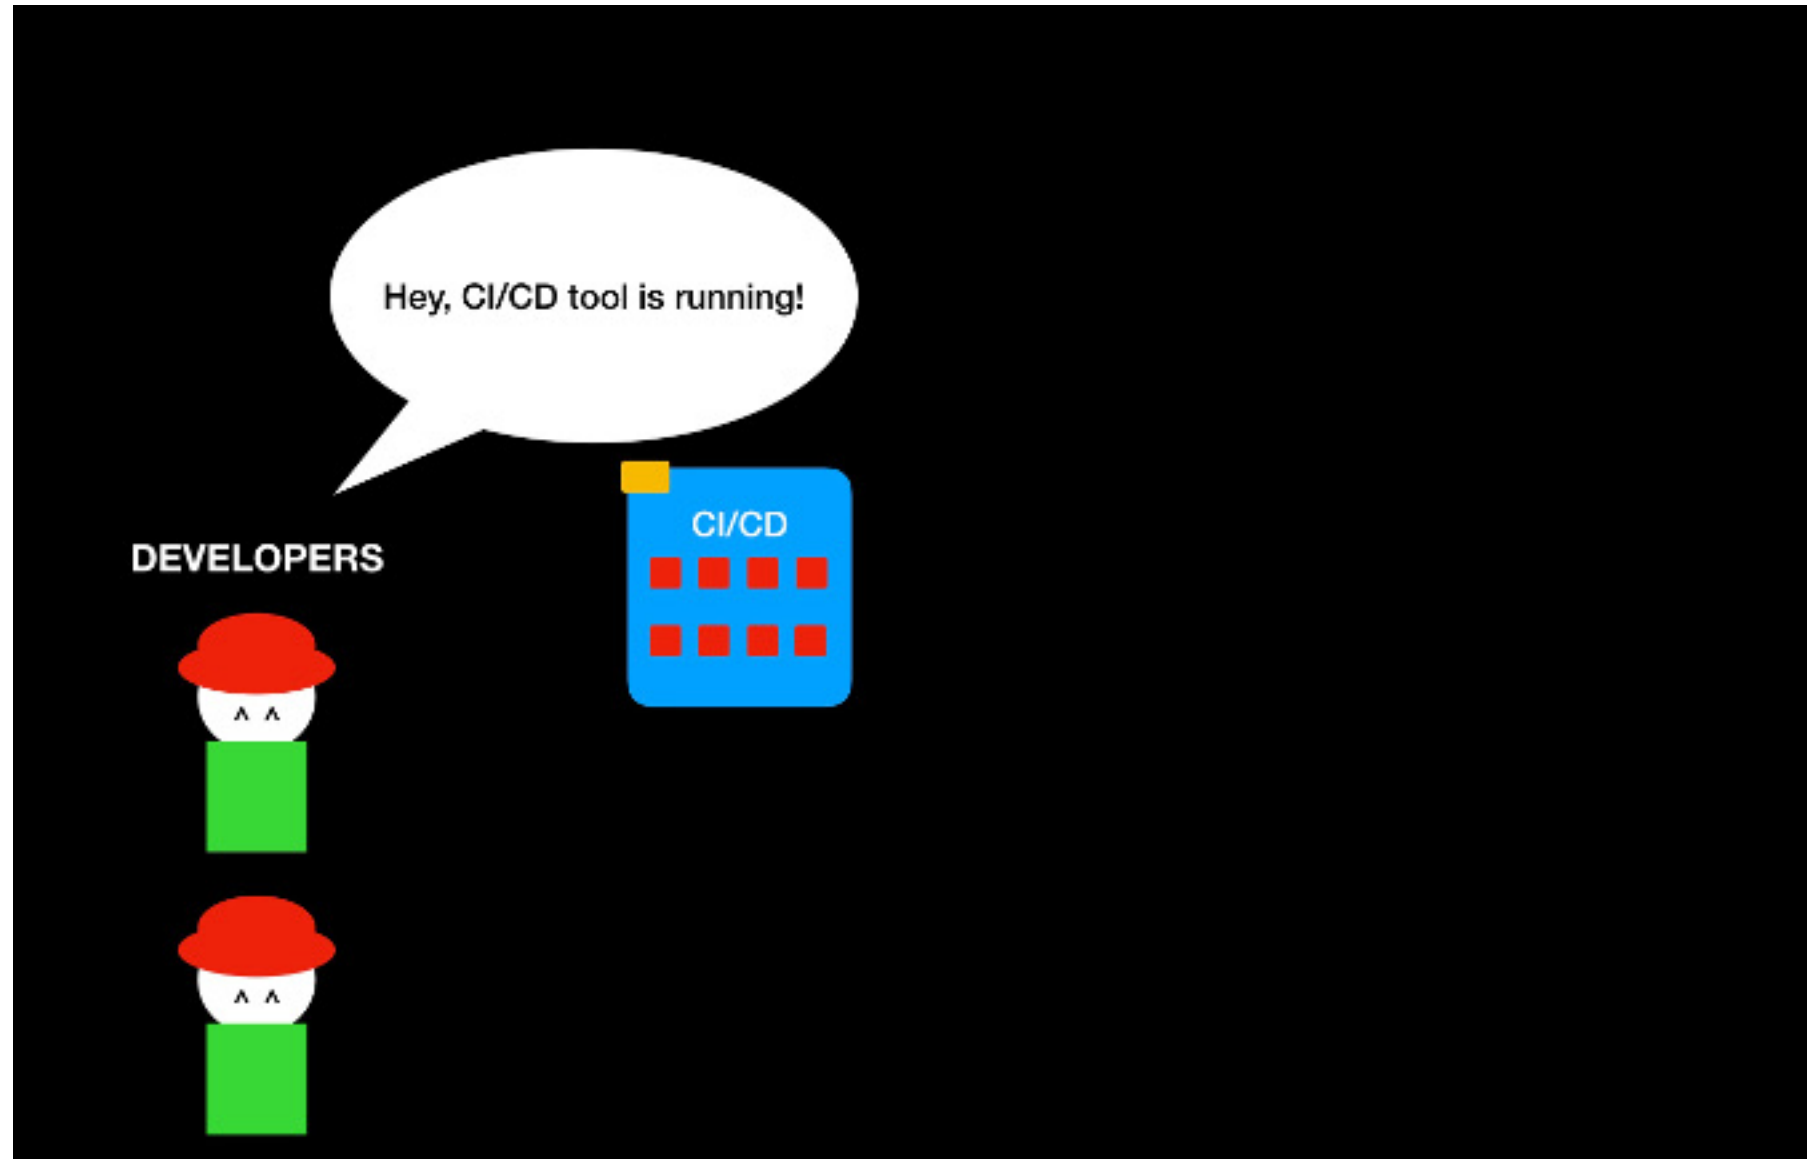 Hey, CI/CD tool is running!
CI/CD
DEVELOPERS
^ ^
^ ^